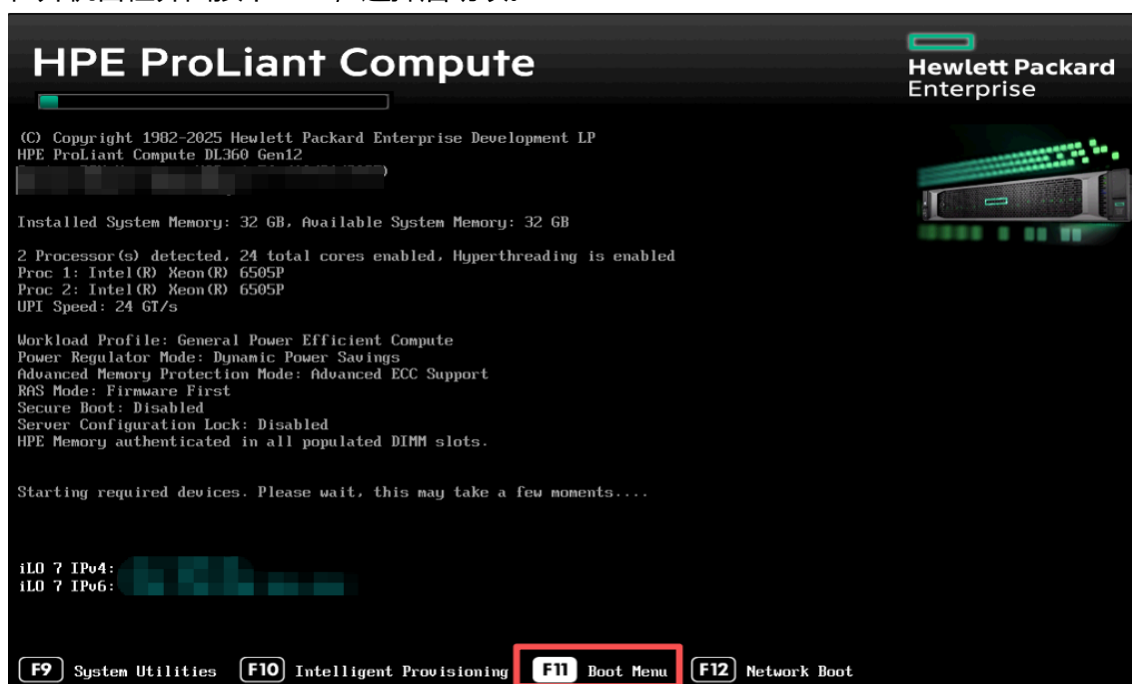 HPE ProLiant Compute
Hewlett Packard
Enterprise
(C) Copyright 1982-2025 Hewlett Packard Enterprise Development LP
HPE ProLiant Compute DL360 Gen12
Installed System Memory: 32 GB, Available System Memory: 32 GB
2 Processor(s) detected, 24 total cores enabled, Hyperthreading is enabled
Proc 1: Intel(R) Xeon(R) 6505P
Proc 2: Intel(R) Xeon(R) 6505P
UPI Speed: 24 GT/s
Workload Profile: General Power Efficient Compute
Power Regulator Mode: Dynamic Power Savings
Advanced Memory Protection Mode: Advanced ECC Support
RAS Mode: Firmware First
Secure Boot: Disabled
Server Configuration Lock: Disabled
HPE Memory authenticated in all populated DIMM slots.
Starting required devices. Please wait, this may take a few moments....
iLO 7 IPv4:
iLO 7 IPv6:
F9 System Utilities F10 Intelligent Provisioning F11 Boot Menu F12 Network Boot